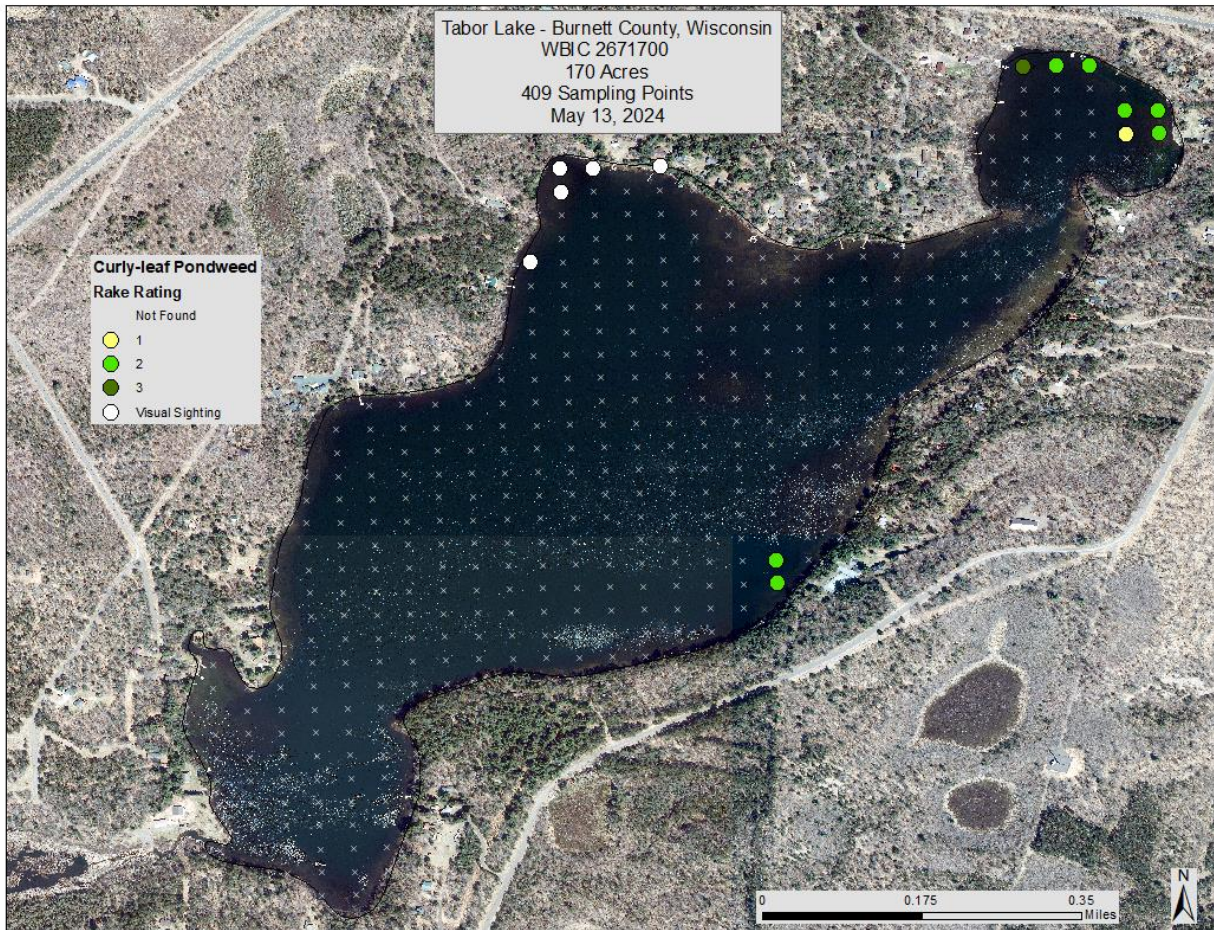 Tabor Lake - Burnett County, Wisconsin
WBIC 2671700
170 Acres
409 Sampling Points
May 13, 2024
Curly-leaf Pondweed
Rake Rating
Not Found
1
2
3
Visual Sighting
0
0.175
0.35
Miles
N